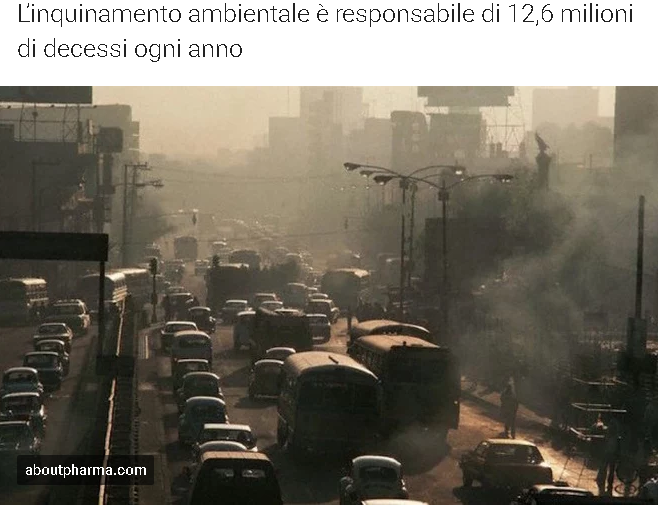 L'inquinamento ambientale è responsabile di 12,6 milioni
di decessi ogni anno
aboutpharma.com